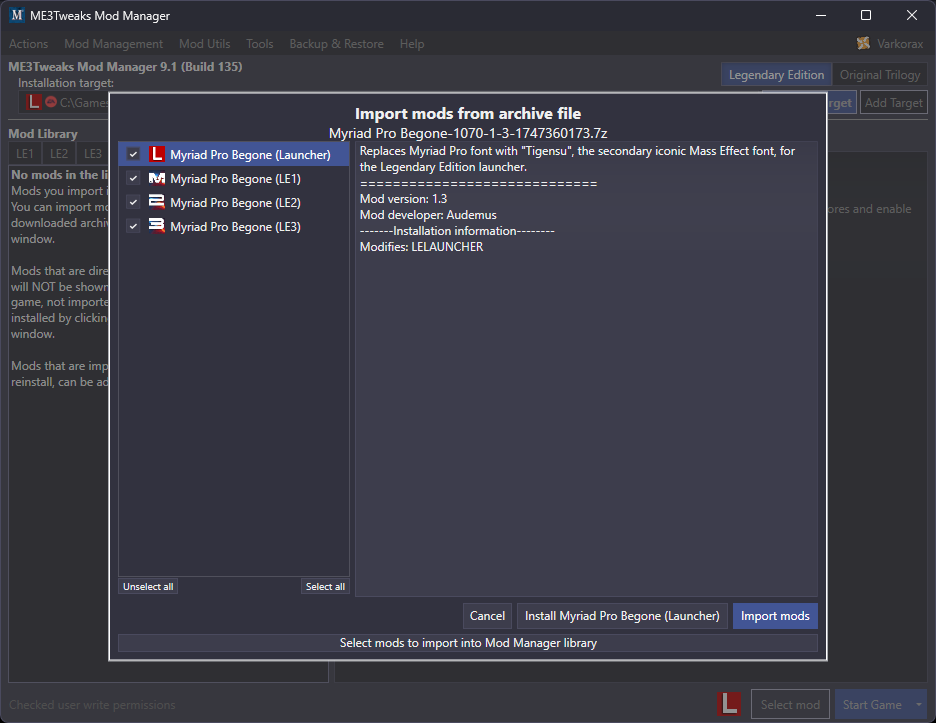 M ME3Tweaks Mod Manager
Actions Mod Management Mod Utils Tools Backup & Restore Help Varkorax
ME3Tweaks Mod Manager 9.1 (Build 135)
Legendary Edition Original Trilogy
Installation target:
L C:\Games
rget Add Target
Import mods from archive file
Myriad Pro Begone-1070-1-3-1747360173.7z
Mod Library
LE1 LE2 LE3
No mods in the li
Mods you import i
You can import mo
downloaded archiv
window.
Mods that are dire
will NOT be shown
game, not importe
installed by clicking
window.
Mods that are imp
reinstall, can be ad
L Myriad Pro Begone (Launcher)
Myriad Pro Begone (LE1)
2 Myriad Pro Begone (LE2)
3 Myriad Pro Begone (LE3)
Unselect all Select all
Replaces Myriad Pro font with "Tigensu", the secondary iconic Mass Effect font, for
the Legendary Edition launcher.
=============================
Mod version: 1.3
Mod developer: Audemus
-------Installation information--------
Modifies: LELAUNCHER
ores and enable
Cancel Install Myriad Pro Begone (Launcher) Import mods
Select mods to import into Mod Manager library
Checked user write permissions
L Select mod Start Game